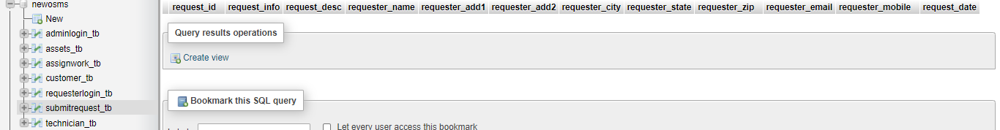 newosms
New
adminlogin_tb
assets_tb
assignwork_tb
customer_tb
requesterlogin_tb
submitrequest_tb
technician_tb
request_id request_info request_desc requester_name requester_add1 requester_add2 requester_city requester_state requester_zip requester_email requester_mobile request_date
Query results operations
Create view
Bookmark this SQL query
Let every user access this bookmark